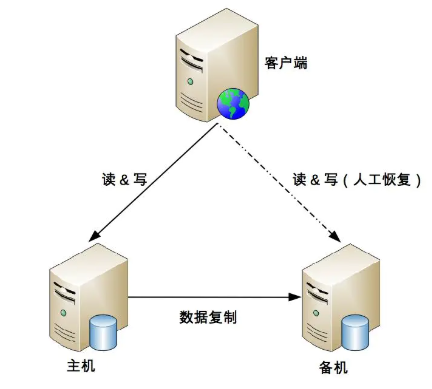 客户端
读 & 写
读 & 写（人工恢复）
数据复制
主机
备机